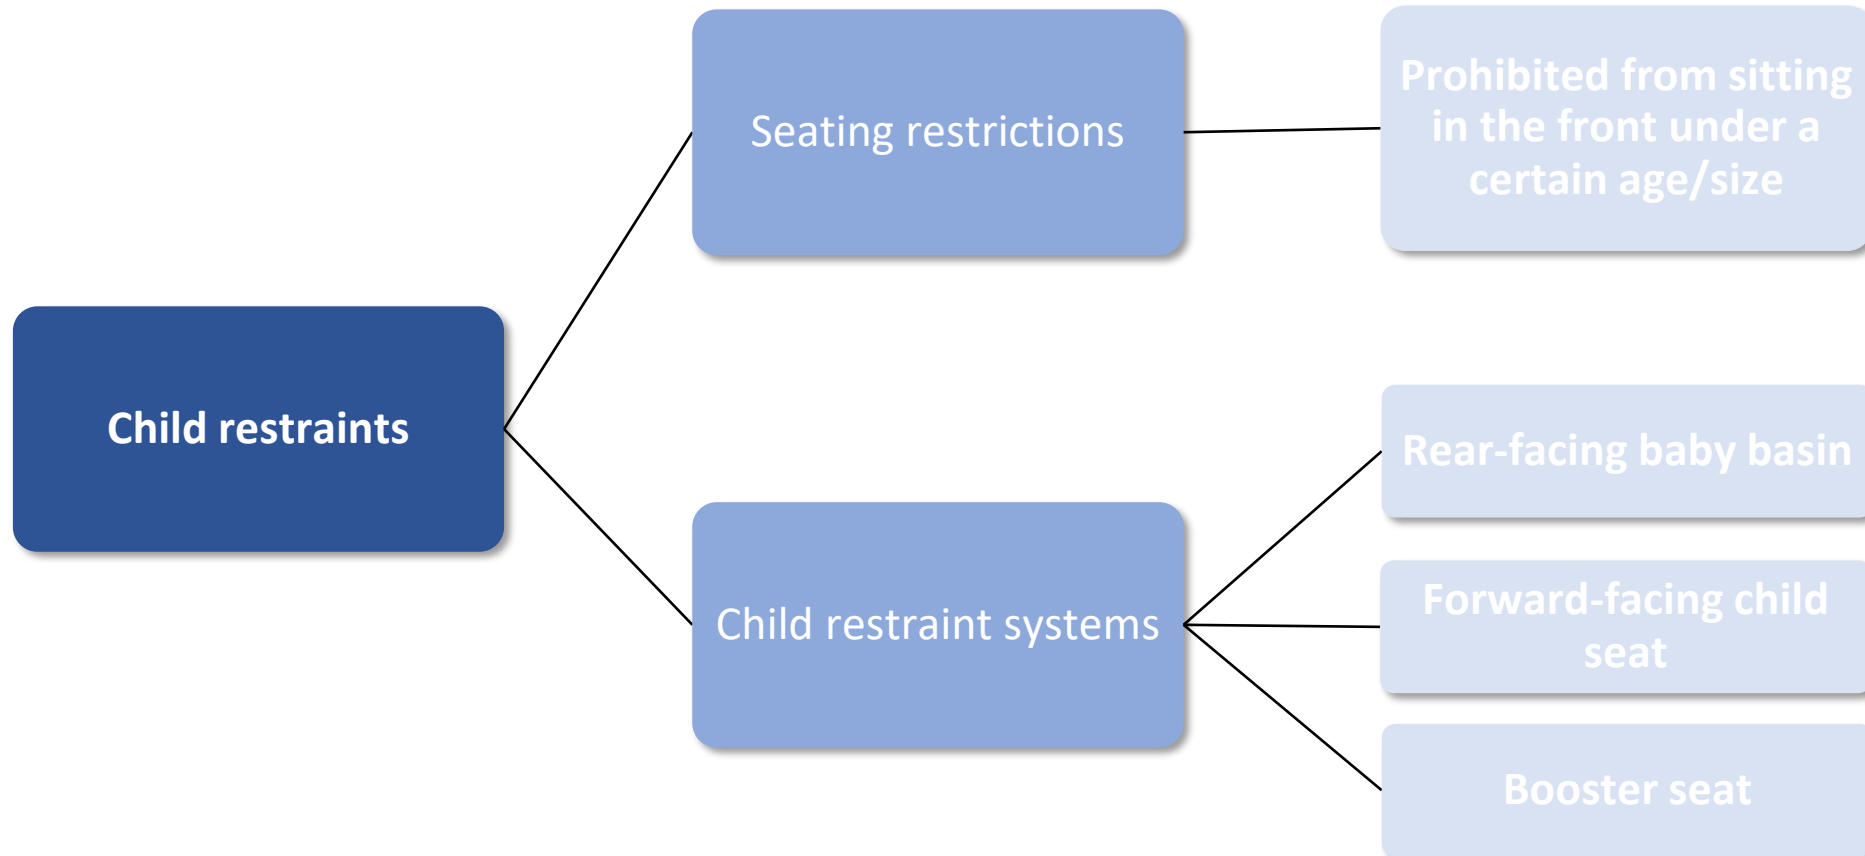 Child restraints
Seating restrictions
Prohibited from sitting
in the front under a
certain age/size
Child restraint systems
Rear-facing baby basin
Forward-facing child
seat
Booster seat